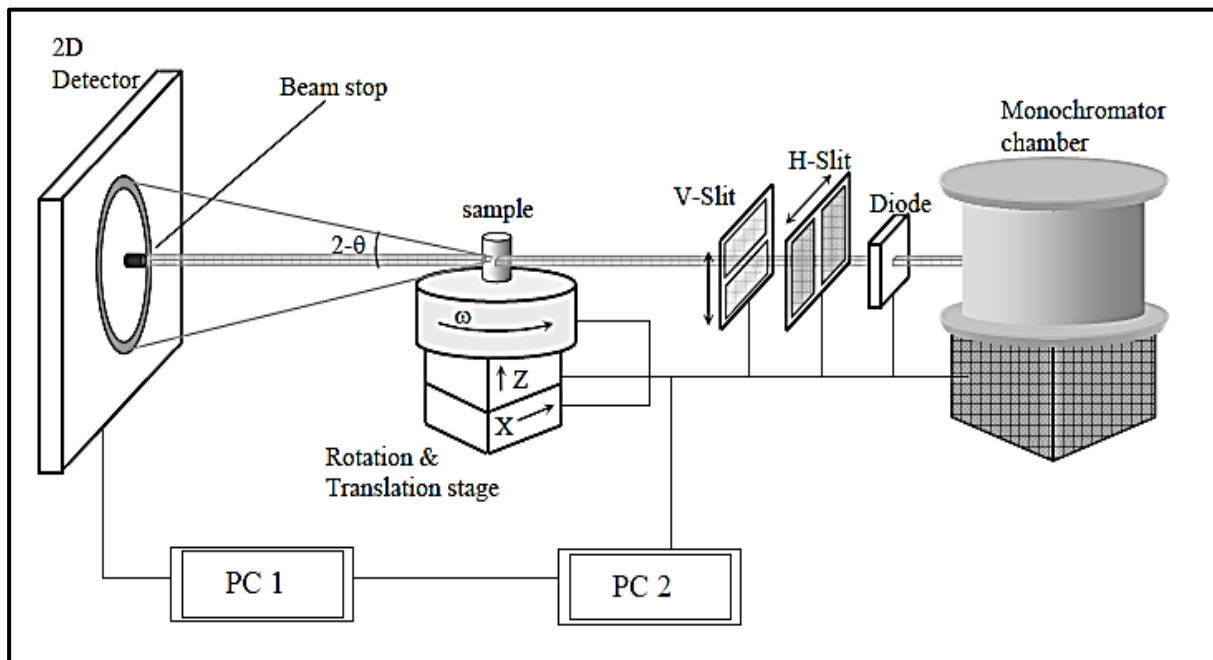 2D
Detector
Beam stop
Monochromator
chamber
H-Slit
V-Slit
Diode
sample
2-θ
ω
Z
X
Rotation &
Translation stage
PC 1
PC 2